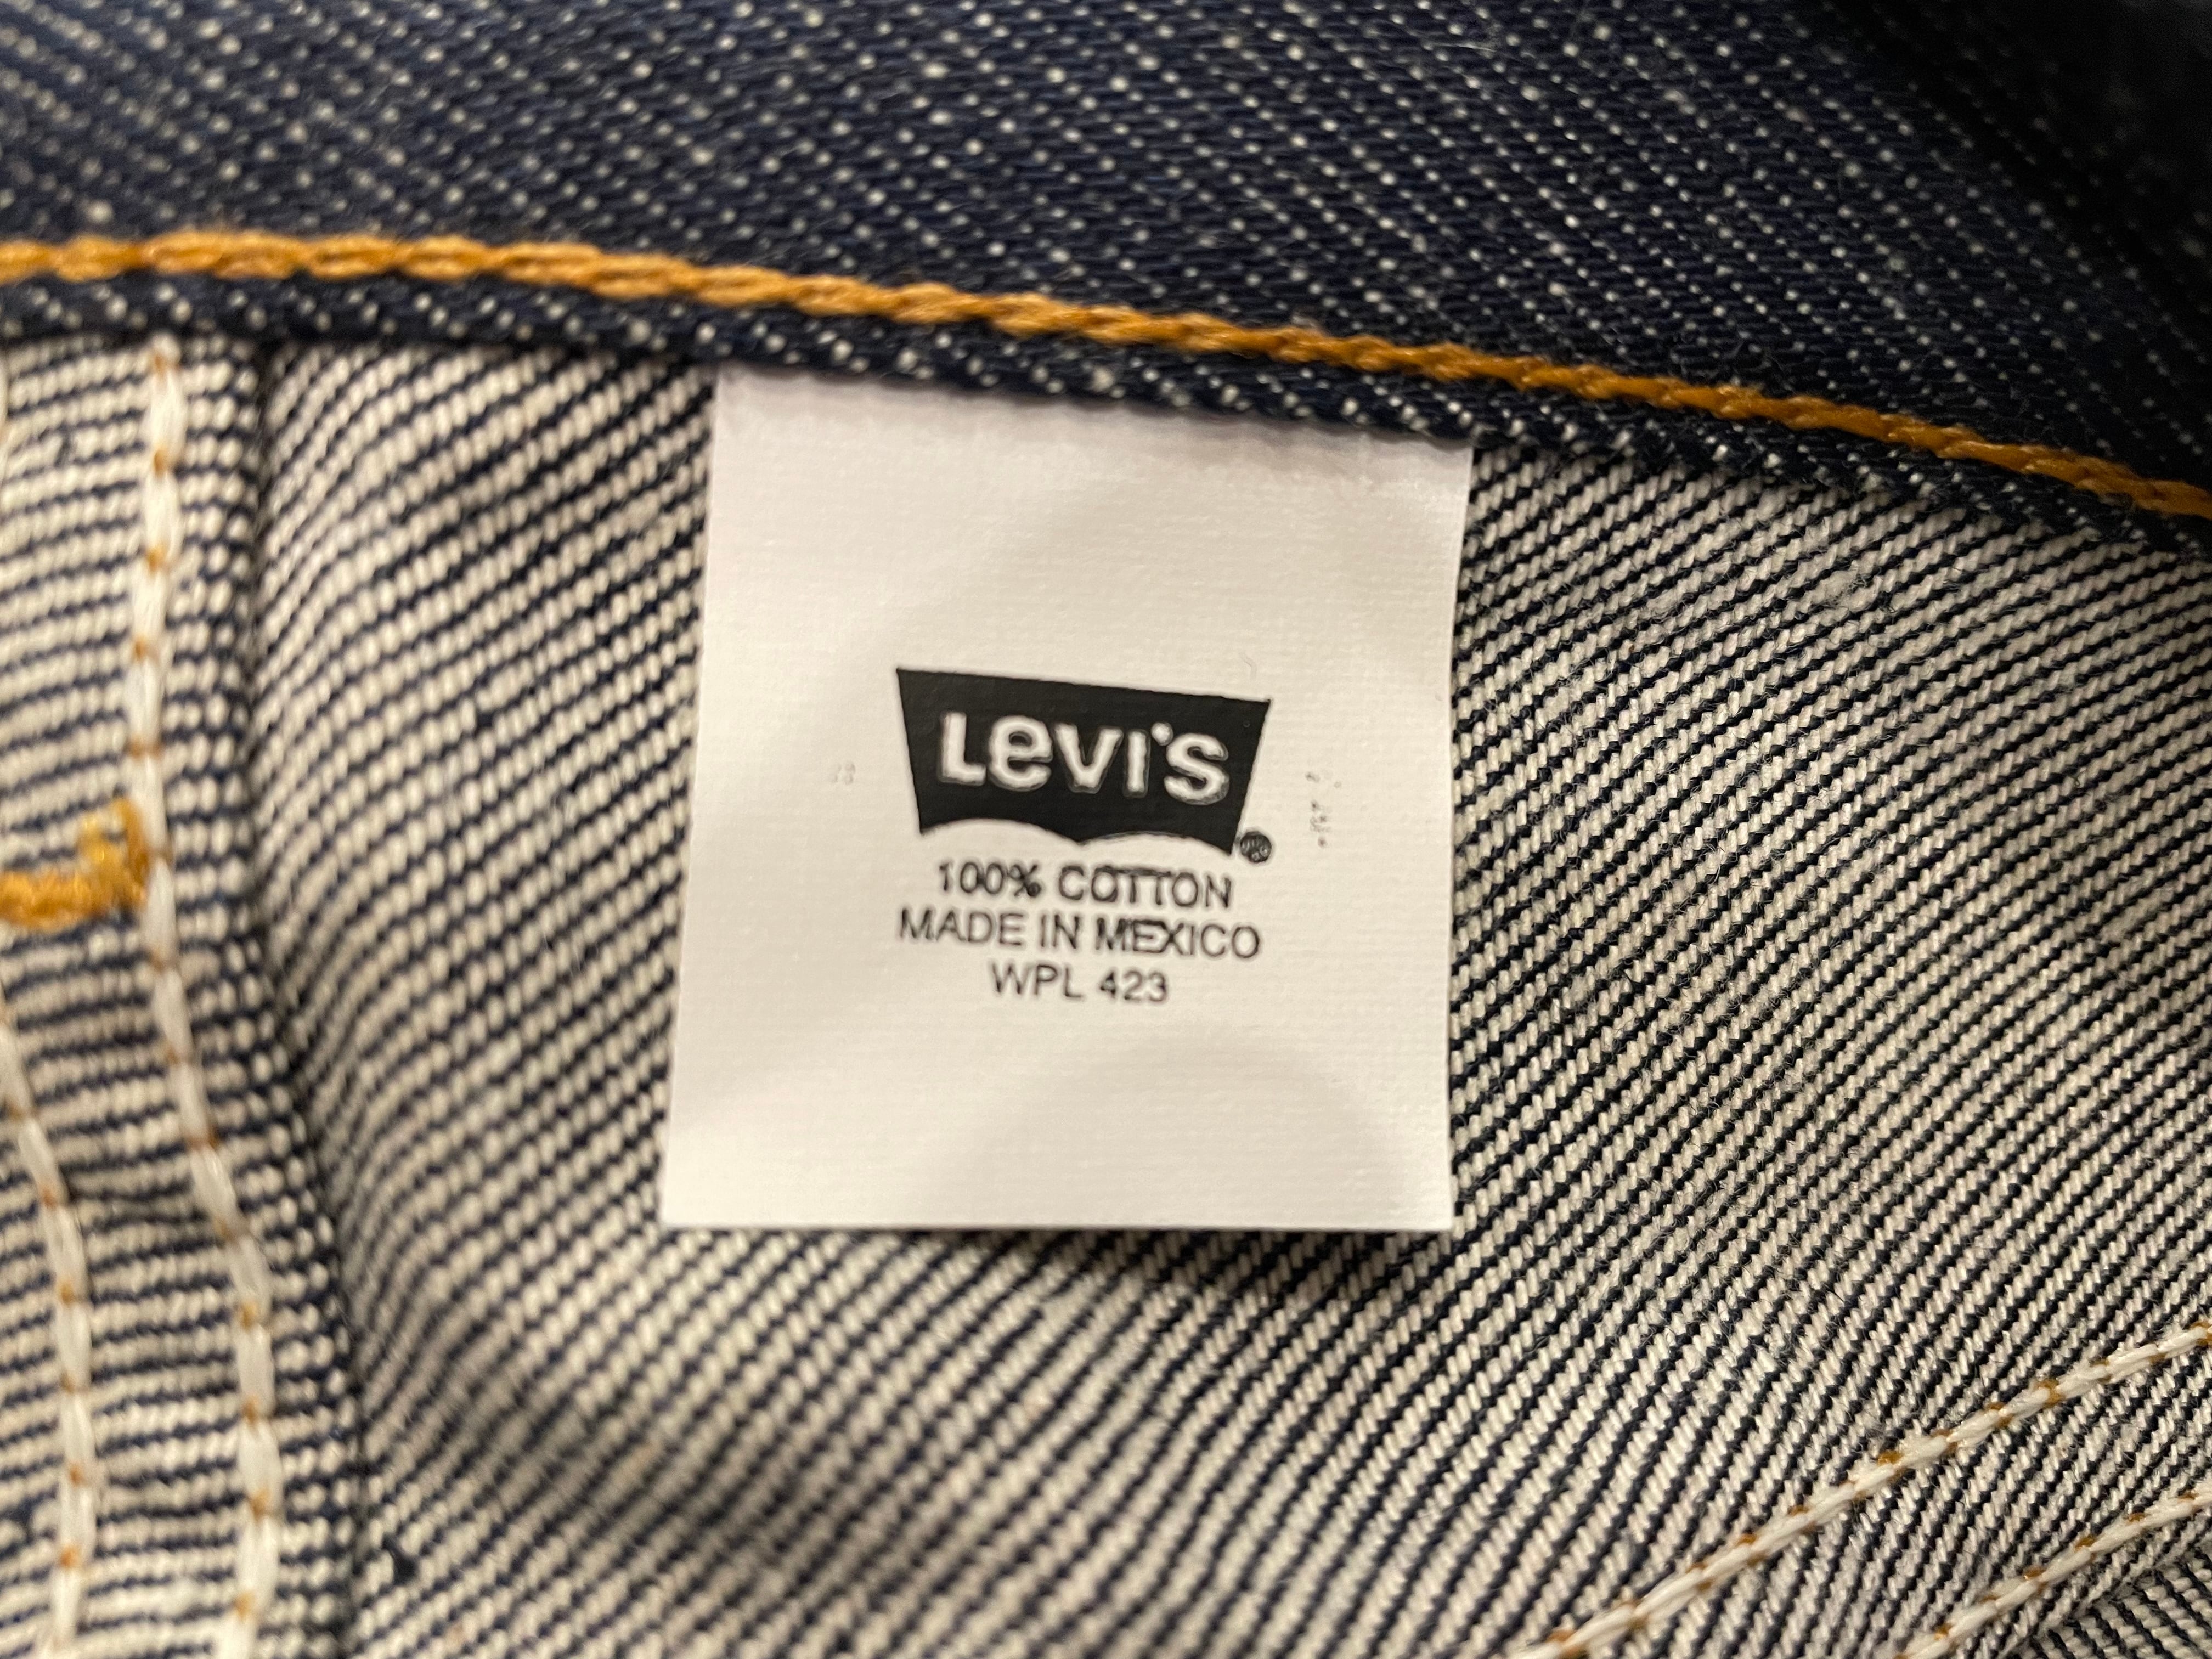 Levi's
100% COTTON
MADE IN MEXICO
WPL 423